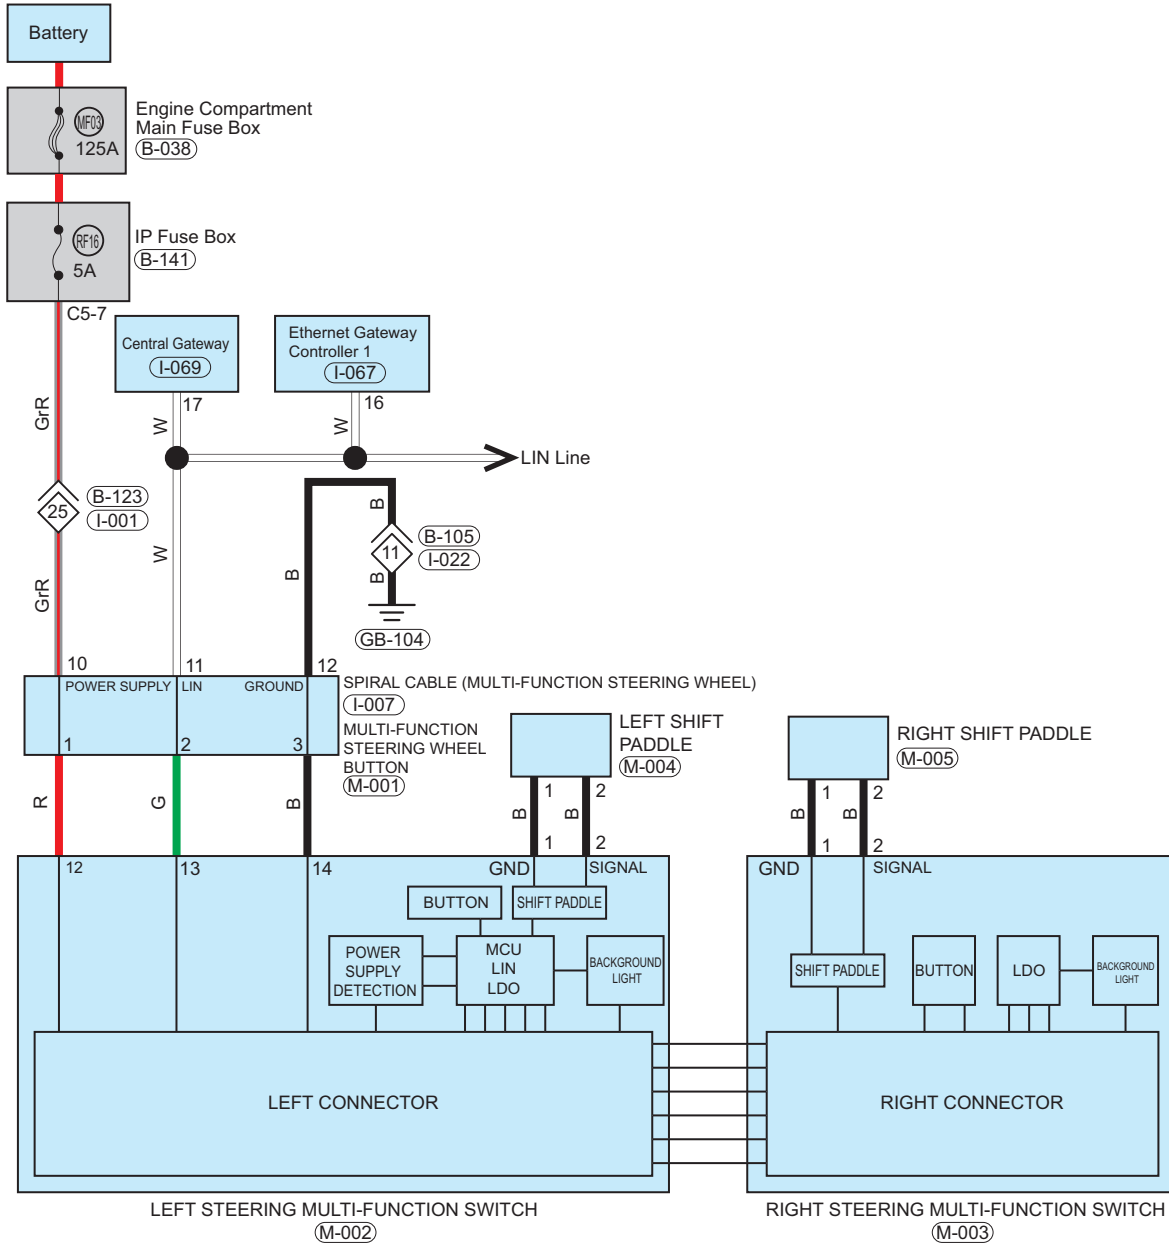 Battery
MF03
125A
Engine Compartment
Main Fuse Box
B-038
RF16
5A
IP Fuse Box
B-141
C5-7
Central Gateway
I-069
17
Ethernet Gateway
Controller 1
I-067
16
GrR
W
W
LIN Line
25
B-123
I-001
B
11
B-105
I-022
B
GB-104
GrR
W
B
10
11
12
POWER SUPPLY
LIN
GROUND
1
2
3
SPIRAL CABLE (MULTI-FUNCTION STEERING WHEEL)
I-007
MULTI-FUNCTION
STEERING WHEEL
BUTTON
M-001
LEFT SHIFT
PADDLE
M-004
RIGHT SHIFT PADDLE
M-005
R
G
B
1
2
B
B
1
2
1
2
B
B
1
2
12
13
14
GND
SIGNAL
BUTTON
SHIFT PADDLE
POWER
SUPPLY
DETECTION
MCU
LIN
LDO
BACKGROUND
LIGHT
LEFT CONNECTOR
LEFT STEERING MULTI-FUNCTION SWITCH
M-002
GND
SIGNAL
SHIFT PADDLE
BUTTON
LDO
BACKGROUND
LIGHT
RIGHT CONNECTOR
RIGHT STEERING MULTI-FUNCTION SWITCH
M-003